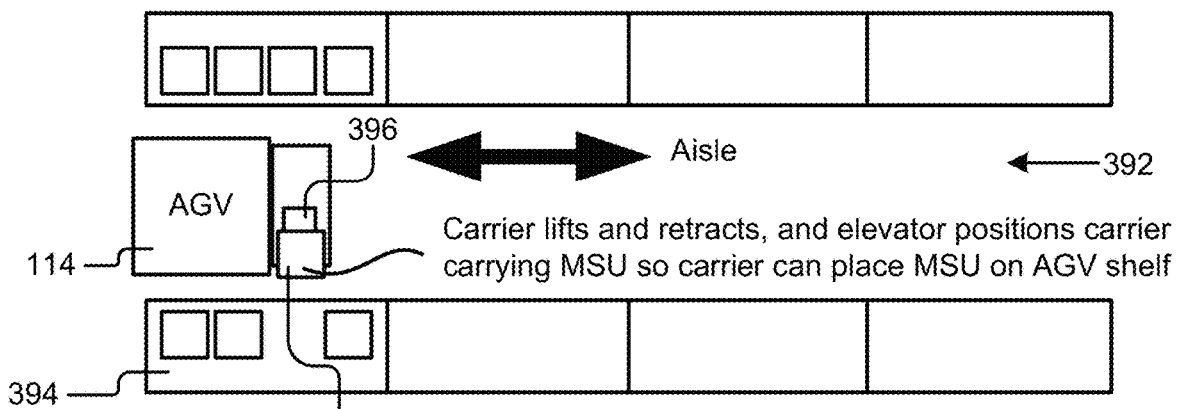 396
Aisle
392
AGV
Carrier lifts and retracts, and elevator positions carrier
carrying MSU so carrier can place MSU on AGV shelf
114
394